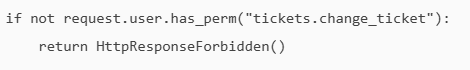 if not request.user.has_perm("tickets.change_ticket"):
    return HttpResponseForbidden()